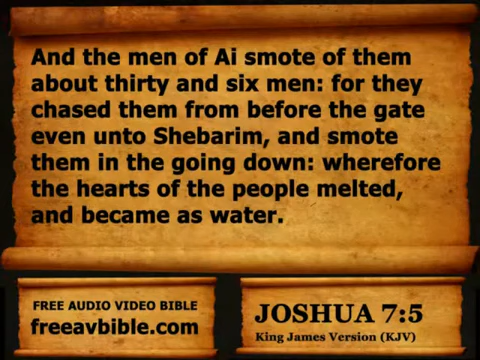 And the men of Ai smote of them
about thirty and six men: for they
chased them from before the gate
even unto Shebarim, and smote
them in the going down: wherefore
the hearts of the people melted,
and became as water.
FREE AUDIO VIDEO BIBLE
freeavbible.com
JOSHUA 7:5
King James Version (KJV)